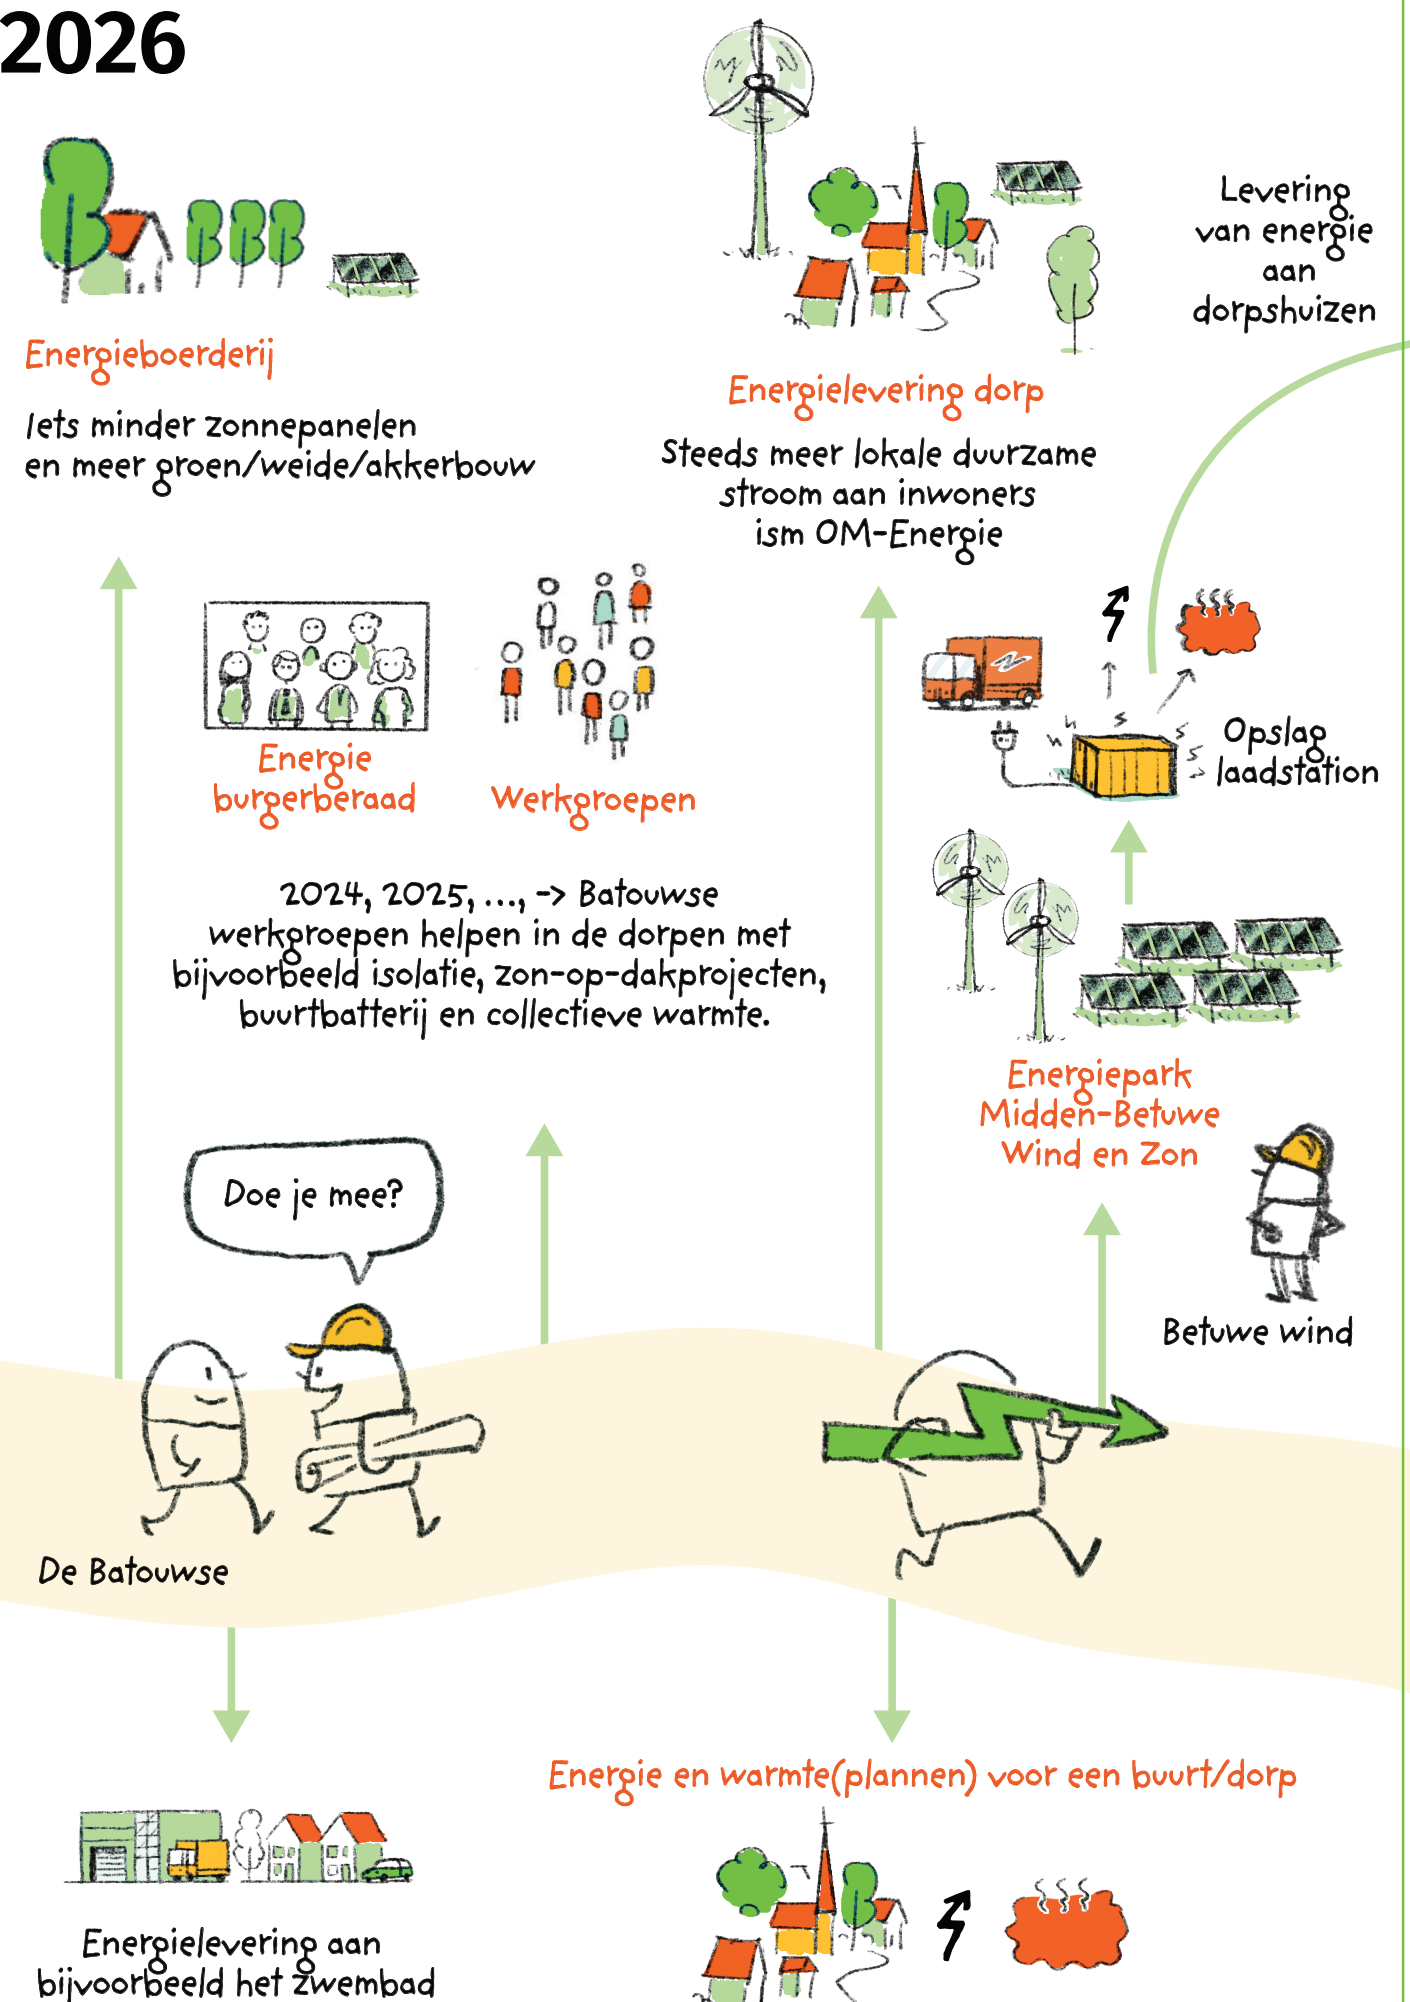 2026
Levering
van energie
aan
dorpshuizen
Energieboerderij
Iets minder zonnepanelen
en meer groen/weide/akkerbouw
Energielevering dorp
Steeds meer lokale duurzame
stroom aan inwoners
ism OM-Energie
Energie
burgerberaad
Werkgroepen
Opslag
laadstation
2024, 2025, ..., -> Batouwse
werkgroepen helpen in de dorpen met
bijvoorbeeld isolatie, zon-op-dakprojecten,
buurtbatterij en collectieve warmte.
Energiepark
Midden-Betuwe
Wind en Zon
Doe je mee?
Betuwe wind
De Batouwse
Energie en warmte(plannen) voor een buurt/dorp
Energielevering aan
bijvoorbeeld het zwembad